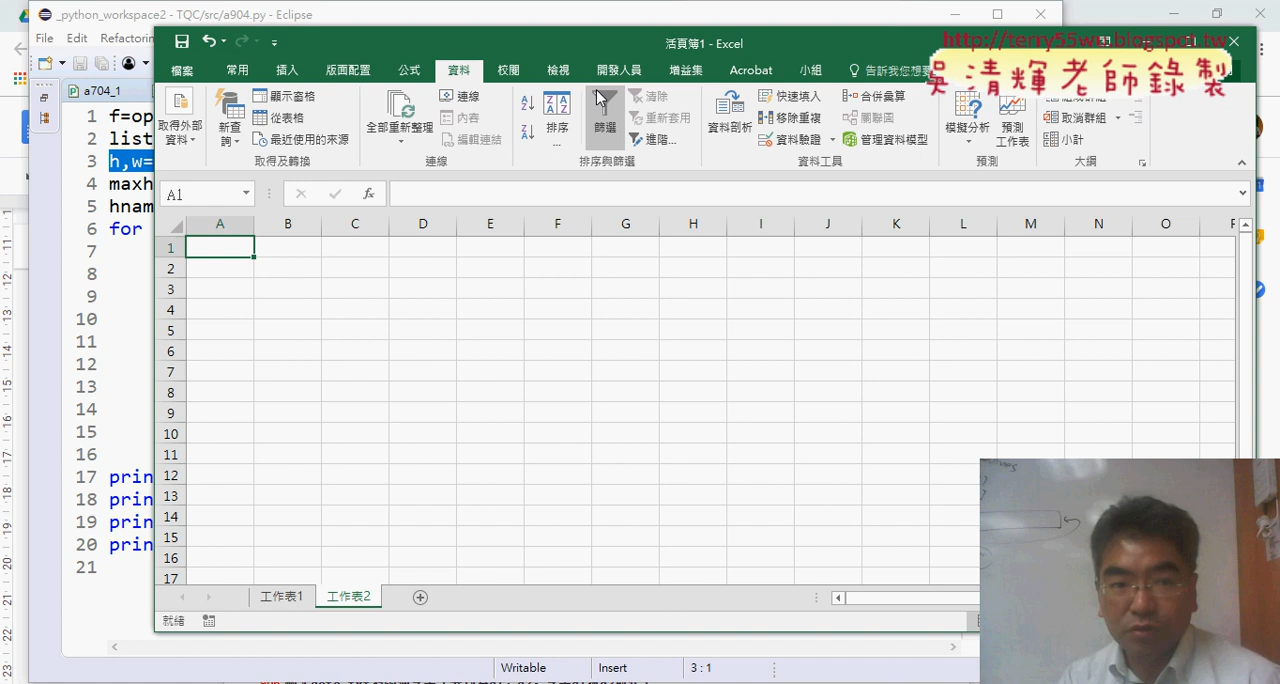 _python_workspace2 - TQC/src/a904.py - Eclipse
File Edit Refactorin
a704_1
1 f=op
2 list
3 h,w=
4 maxh
5 hnam
6 for
7
8
9
10
11
12
13
14
15
16
17 prin
18 prin
19 prin
20 prin
21
Writable Insert 3 : 1
活頁簿1 - Excel
http://terry55wu.blogspot.tw
吳清輝老師錄製
檔案 常用 插入 版面配置 公式 資料 校閱 檢視 開發人員 增益集 Acrobat 小組 告訴我您想
取得外部資料 新查詢 顯示窗格 從表格 最近使用的來源
取得及轉換
全部重新整理 連線 內容 編輯連結
連線
排序 篩選 清除 重新套用 進階...
排序與篩選
資料剖析 快速填入 移除重複 資料驗證 合併彙算 關聯圖 管理資料模型
資料工具
模擬分析 預測工作表
預測
取消群組 小計
大綱
A1 fx
A B C D E F G H I J K L M N O
1
2
3
4
5
6
7
8
9
10
11
12
13
14
15
16
17
工作表1 工作表2
就緒